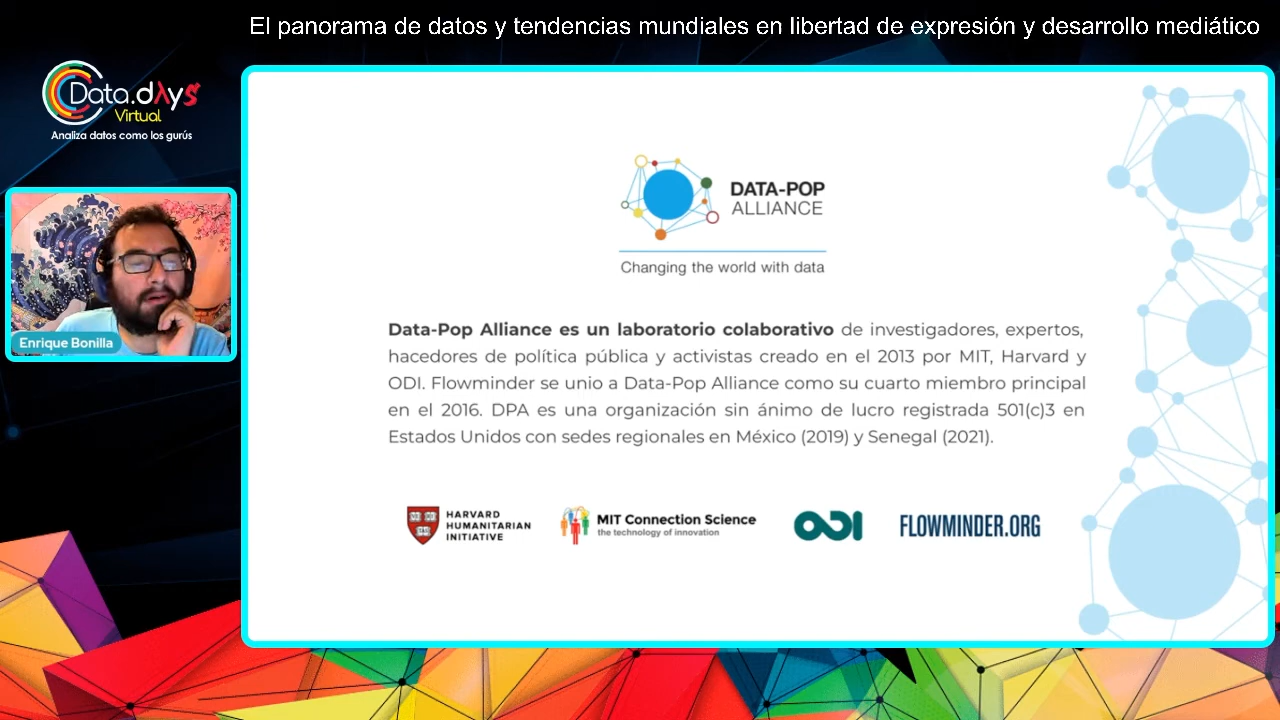 El panorama de datos y tendencias mundiales en libertad de expresión y desarrollo mediático
Data.dAys
Virtual
Analiza datos como los gurús
Enrique Bonilla
DATA-POP
ALLIANCE
Changing the world with data
Data-Pop Alliance es un laboratorio colaborativo de investigadores, expertos,
hacedores de política pública y activistas creado en el 2013 por MIT, Harvard y
ODI. Flowminder se unio a Data-Pop Alliance como su cuarto miembro principal
en el 2016. DPA es una organización sin ánimo de lucro registrada 501(c)3 en
Estados Unidos con sedes regionales en México (2019) y Senegal (2021).
HARVARD
HUMANITARIAN
INITIATIVE
MIT Connection Science
the technology of innovation
ODI
FLOWMINDER.ORG